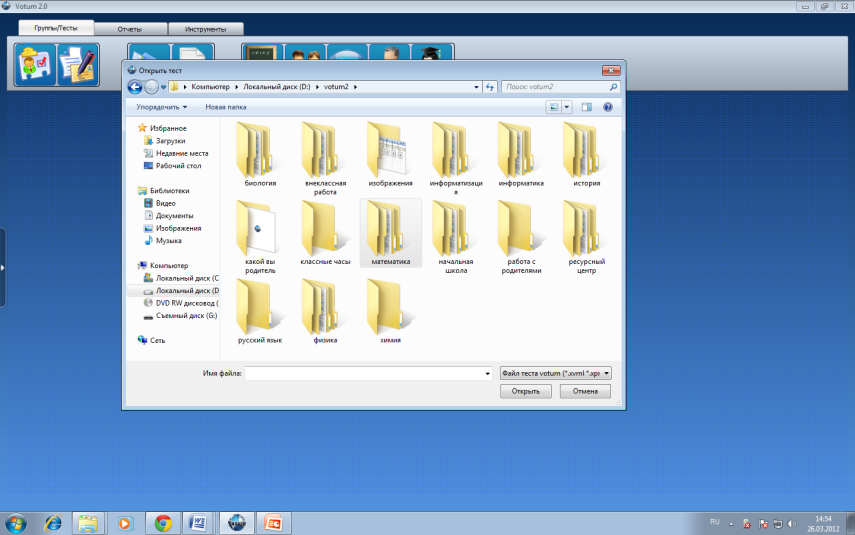 Votum 2.0
Группы/Тесты
Отчеты
Инструменты
Открыть тест
Компьютер
Локальный диск (D:)
votum2
Поиск: votum2
Упорядочить
Новая папка
Избранное
Загрузки
Недавние места
Рабочий стол
Библиотеки
Видео
Документы
Изображения
Музыка
Компьютер
Локальный диск (C
Локальный диск (D
DVD RW дисковод (
Съемный диск (G:)
Сеть
биология
внеклассная
работа
изображения
информатизаци
я
информатика
история
какой вы
родитель
классные часы
математика
начальная
школа
работа с
родителями
ресурсный
центр
русский язык
физика
химия
Имя файла:
Файл теста votum (*.xvml *.xpr
Открыть
Отмена
RU
14:54
26.03.2012